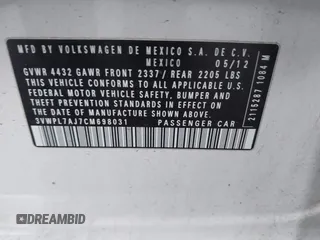 MFD BY VOLKSWAGEN DE MEXICO S.A. DE C.V.
MEXICO 05/12
GVWR 4432 GAWR FRONT 2337/ REAR 2205 LBS
THIS VEHICLE CONFORMS TO ALL APPLICABLE U.S.
FEDERAL MOTOR VEHICLE SAFETY, BUMPER, AND
THEFT PREVENTION STANDARDS IN EFFECT ON THE
DATE OF MANUFACTURE SHOWN ABOVE.
3VWPL7AJ7CM698031 PASSENGER CAR
2115287 1084 M
DREAMBID